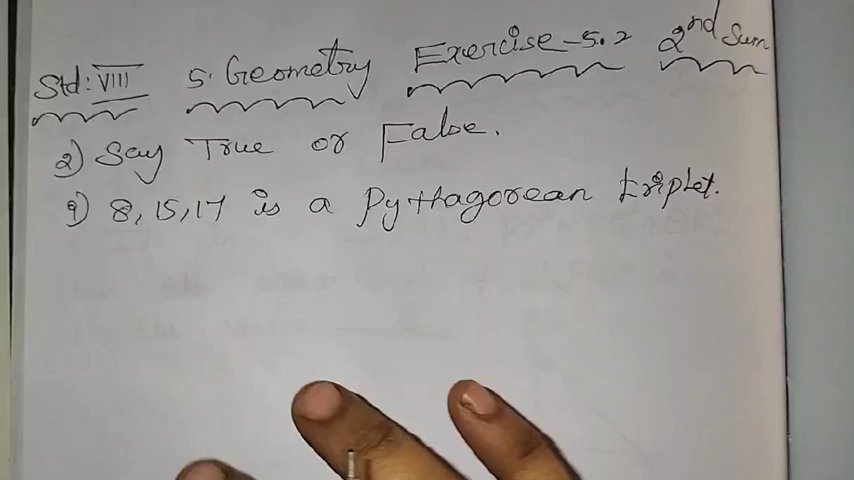 Std: VIII 5. Geometry Exercise-5.2 2nd Sum
2) Say True or False.
i) 8, 15, 17 is a Pythagorean triplet.